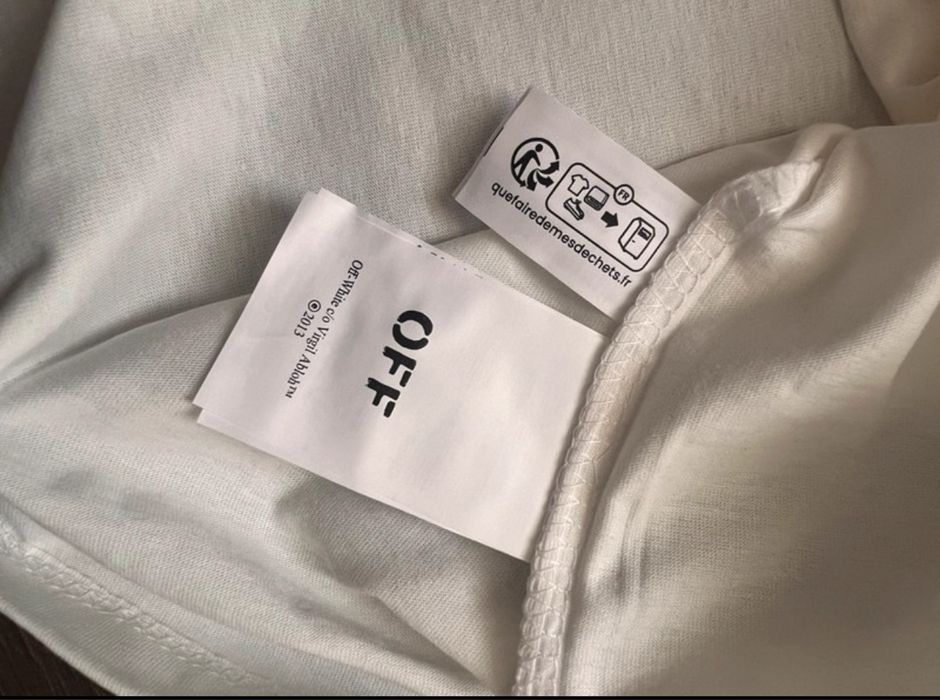 FR
quefairedemesdechets.fr
OFF
Off-White c/o Virgil Abloh™
©2013